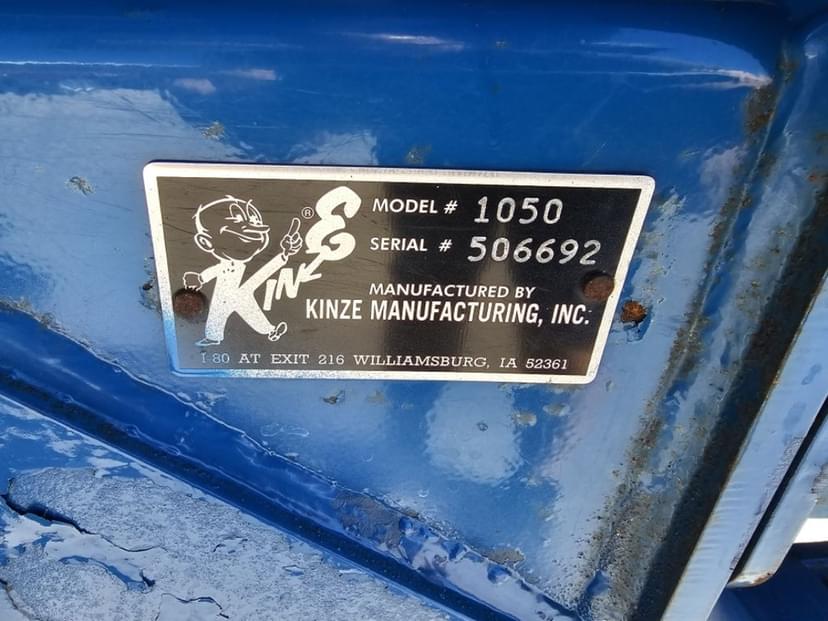 KINZE ®
MODEL # 1050
SERIAL # 506692
MANUFACTURED BY
KINZE MANUFACTURING, INC.
I-80 AT EXIT 216 WILLIAMSBURG, IA 52361